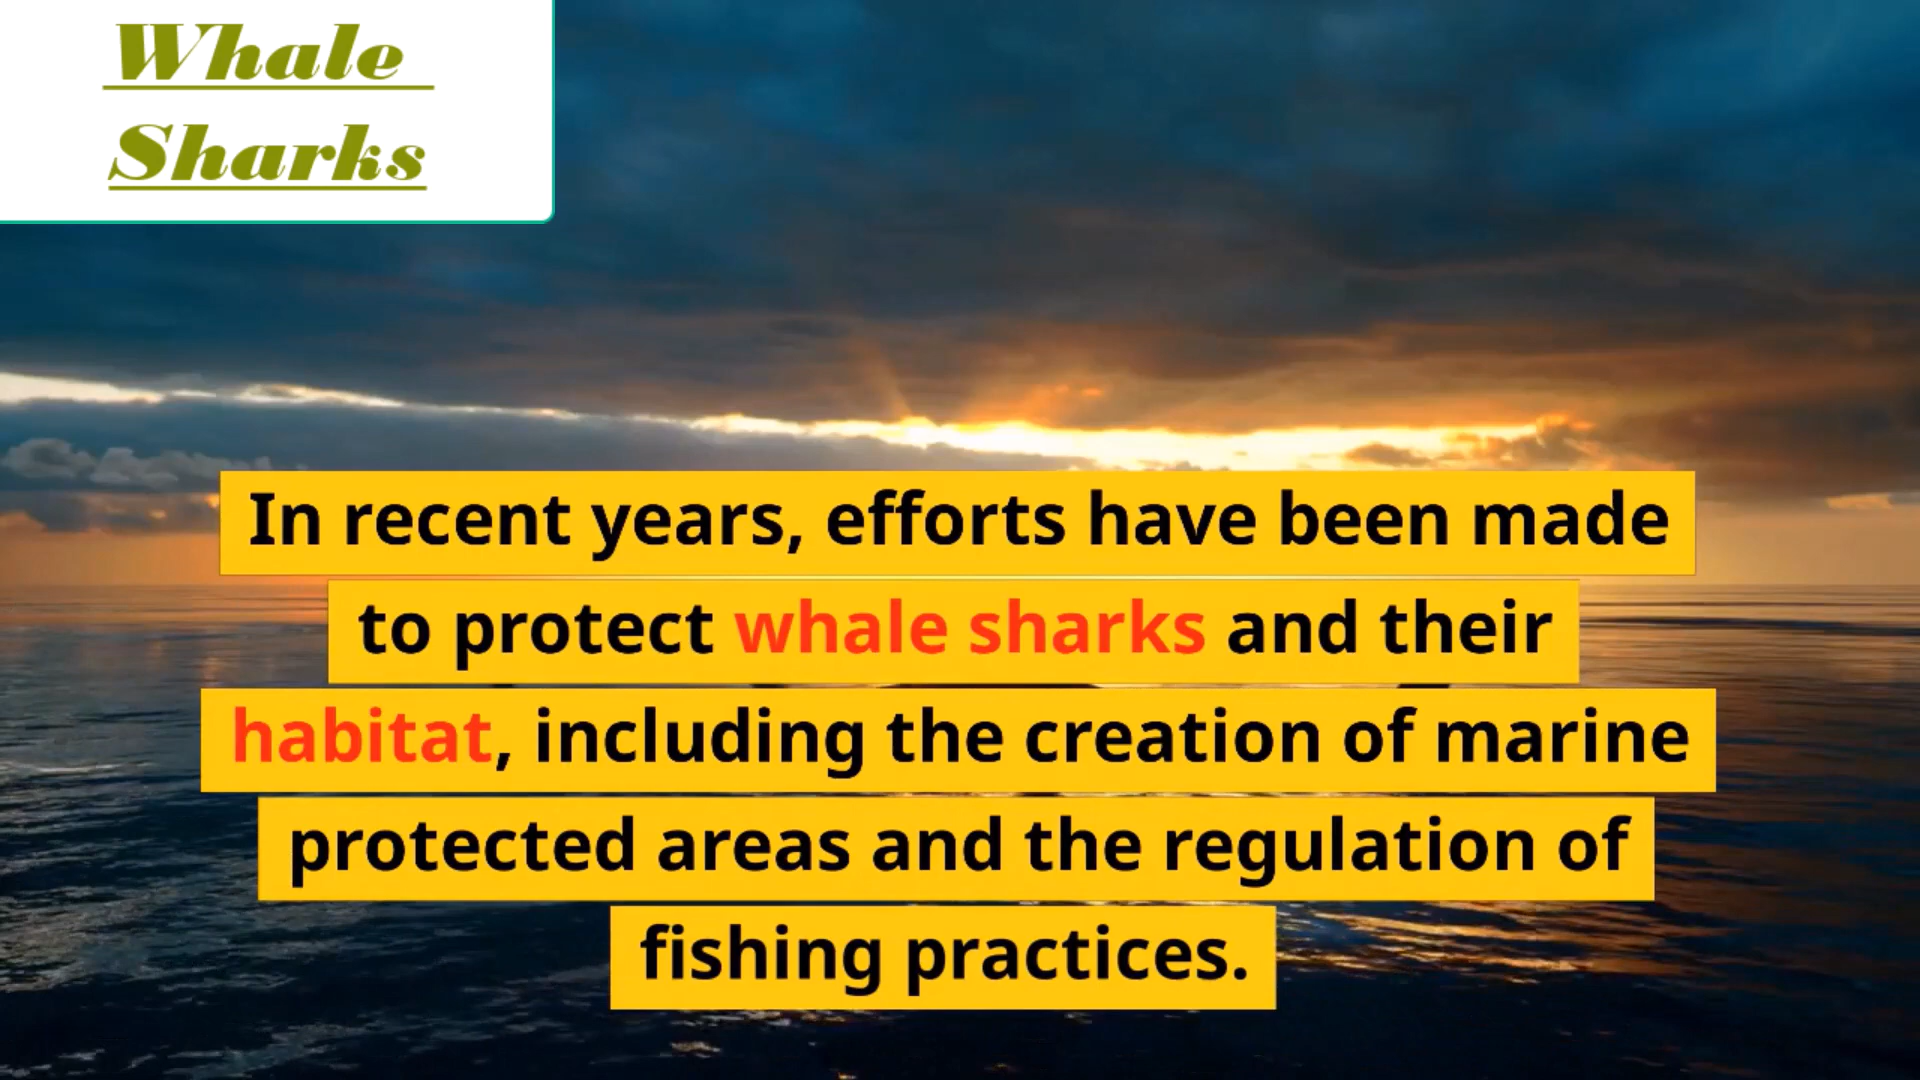 Whale
Sharks
In recent years, efforts have been made
to protect whale sharks and their
habitat, including the creation of marine
protected areas and the regulation of
fishing practices.